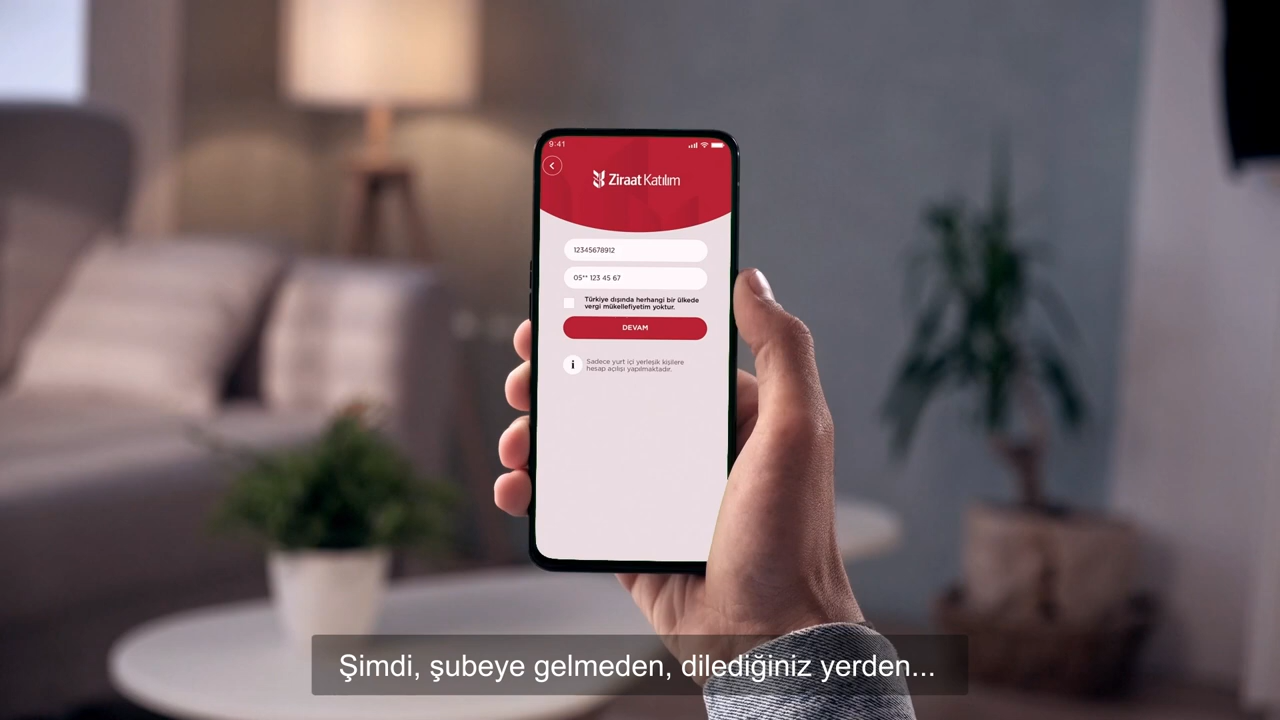 9:41
Ziraat Katılım
12345678912
05** 123 45 67
Türkiye dışında herhangi bir ülkede
vergi mükellefiyetim yoktur.
DEVAM
i
Sadece yurt içi yerleşik kişilere
hesap açılışı yapılmaktadır.
Şimdi, şubeye gelmeden, dilediğiniz yerden...